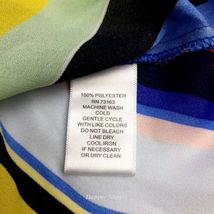 100% POLYESTER
RN 73163
MACHINE WASH
COLD
GENTLE CYCLE
WITH LIKE COLORS
DO NOT BLEACH
LINE DRY
COOL IRON
IF NECESSARY
OR DRY CLEAN